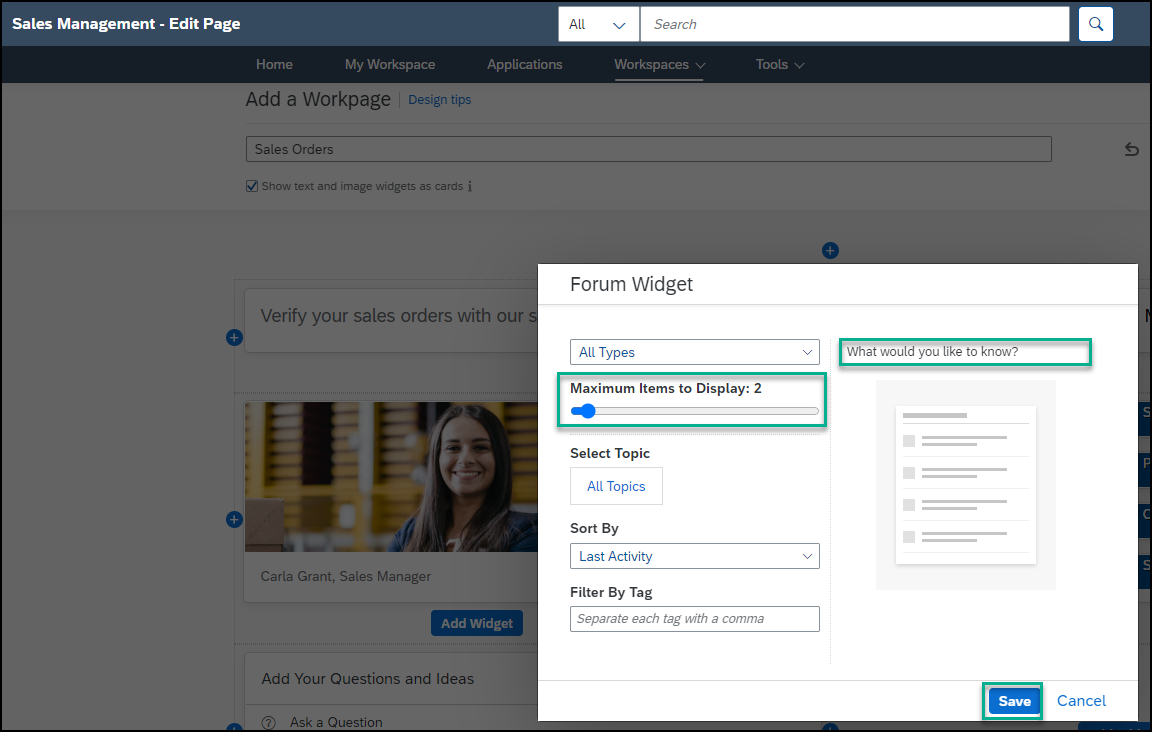 Sales Management - Edit Page
All
Search
Home
My Workspace
Applications
Workspaces
Tools
Add a Workpage
Design tips
Sales Orders
Show text and image widgets as cards
Verify your sales orders with our s
Carla Grant, Sales Manager
Add Widget
Add Your Questions and Ideas
Ask a Question
Forum Widget
All Types
Maximum Items to Display: 2
Select Topic
All Topics
Sort By
Last Activity
Filter By Tag
Separate each tag with a comma
What would you like to know?
Save
Cancel